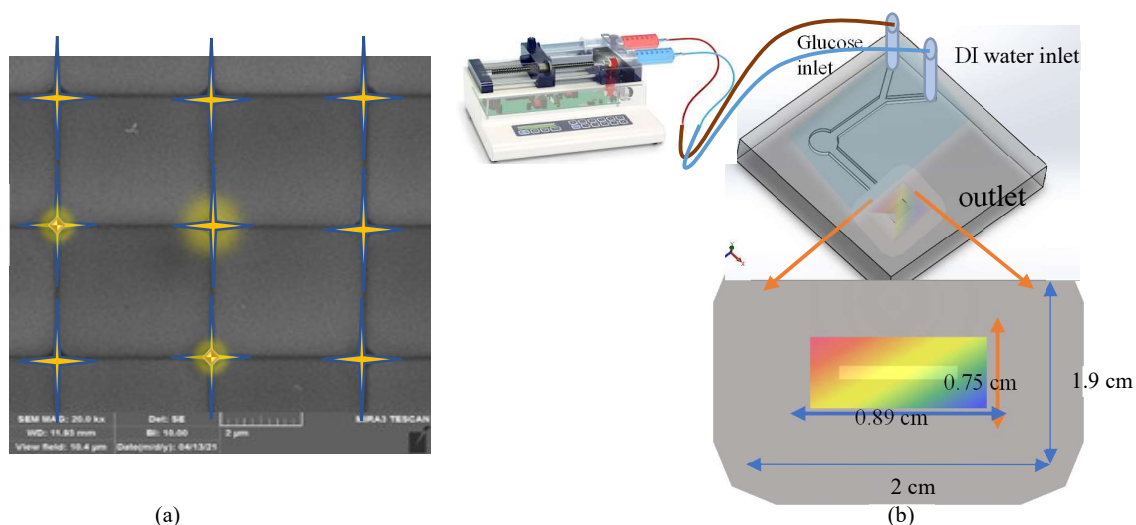 Glucose
inlet
DI water inlet
outlet
SEM MAG: 20.0 kx
Det: SE
MIRA3 TESCAN
WD: 11.93 mm
BI: 10.00
2 µm
View field: 10.4 µm
Date(m/d/y): 04/13/21
0.75 cm
1.9 cm
0.89 cm
2 cm
(a)
(b)